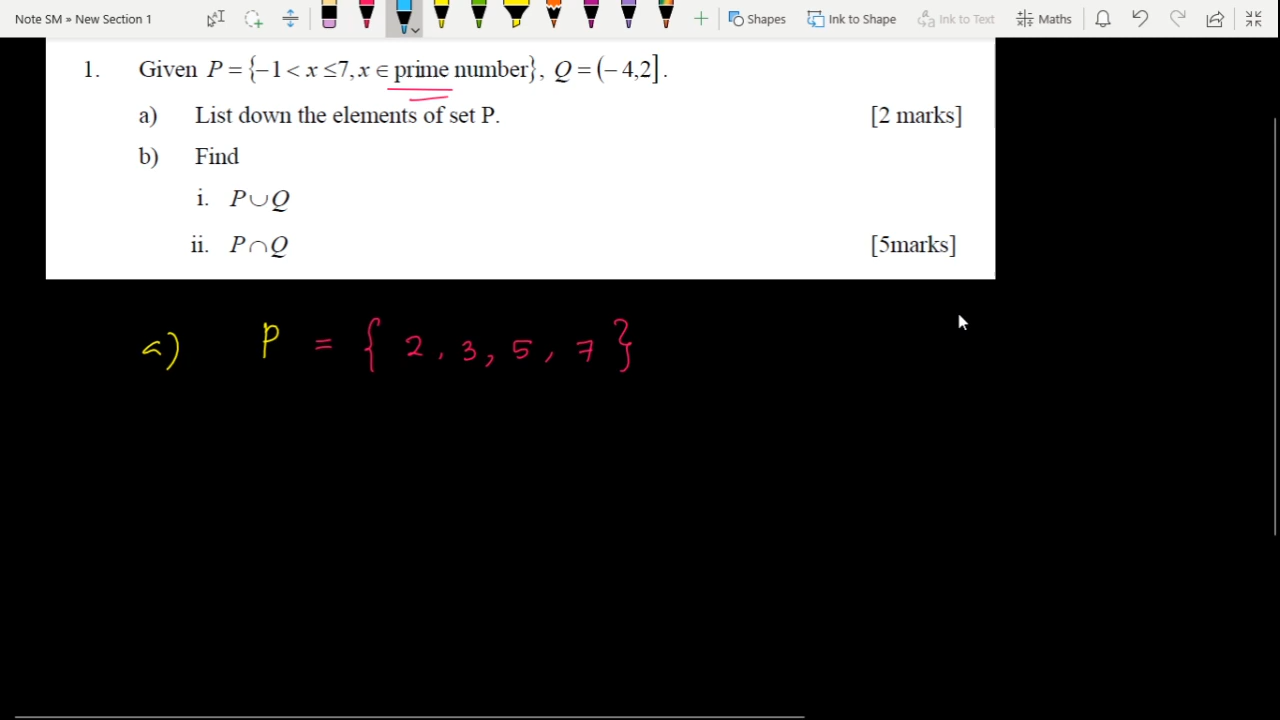 Note SM » New Section 1 Shapes Ink to Shape Ink to Text Maths
1. Given P = {−1 < x ≤7, x ∈ prime number}, Q = (− 4,2].
a) List down the elements of set P. [2 marks]
b) Find
i. P∪Q
ii. P∩Q [5marks]
a) P = { 2, 3, 5, 7 }